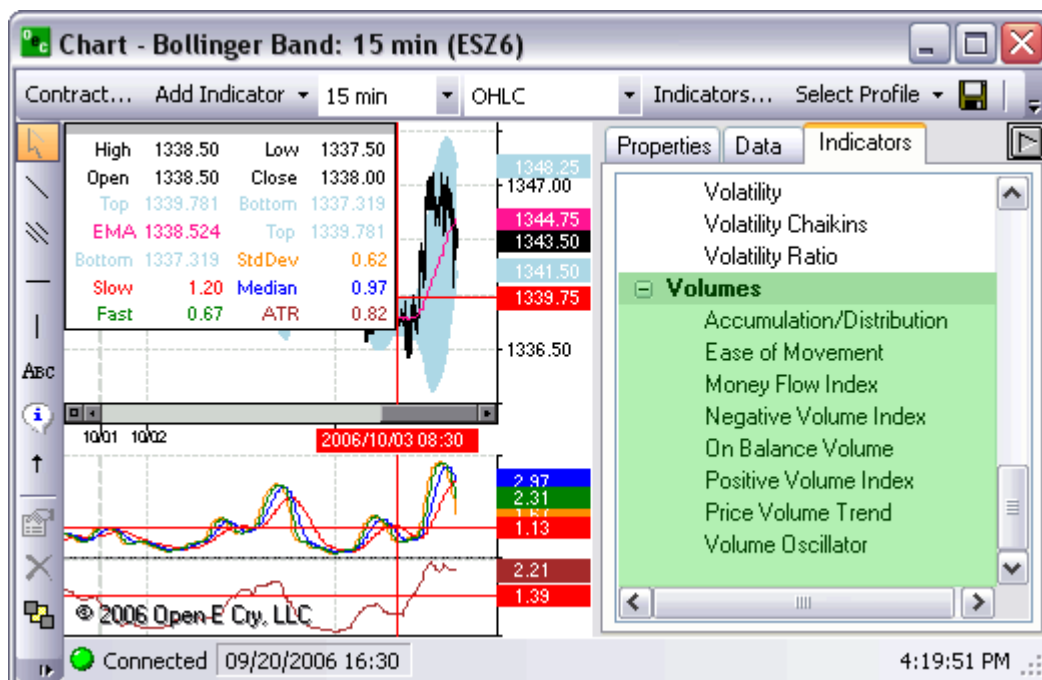 oec Chart - Bollinger Band: 15 min (ESZ6)
Contract... Add Indicator 15 min OHLC Indicators... Select Profile
High 1338.50 Low 1337.50
Open 1338.50 Close 1338.00
Top 1339.781 Bottom 1337.319
EMA 1338.524 Top 1339.781
Bottom 1337.319 StdDev 0.62
Slow 1.20 Median 0.97
Fast 0.67 ATR 0.82
ABC
1348.25
1347.00
1344.75
1343.50
1341.50
1339.75
1336.50
10/01 10/02 2006/10/03 08:30
2.97
2.31
1.13
2.21
1.39
© 2006 Open E Cry, LLC
Properties Data Indicators
Volatility
Volatility Chaikins
Volatility Ratio
Volumes
Accumulation/Distribution
Ease of Movement
Money Flow Index
Negative Volume Index
On Balance Volume
Positive Volume Index
Price Volume Trend
Volume Oscillator
Connected 09/20/2006 16:30 4:19:51 PM